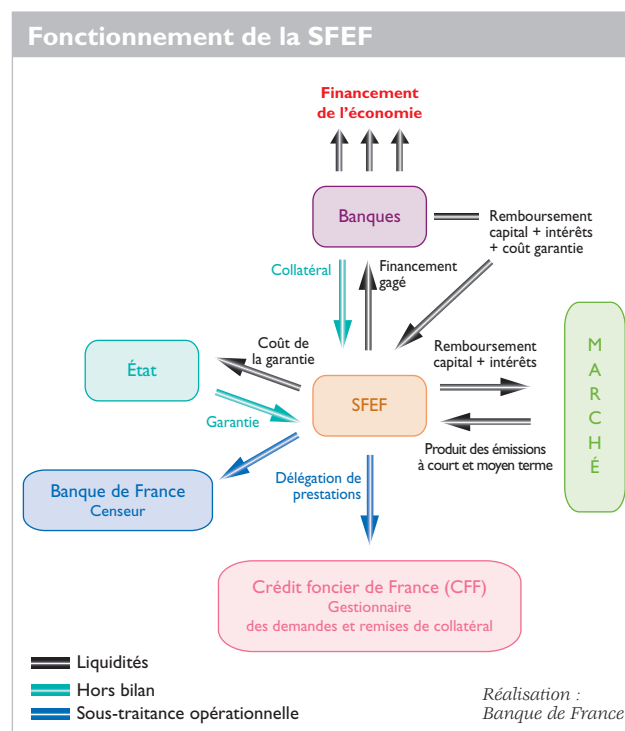 Fonctionnement de la SFEF
Financement
de l'économie
Banques
Remboursement
capital + intérêts
+ coût garantie
Collatéral
Financement
gagé
Coût de
la garantie
Remboursement
capital + intérêts
État
SFEF
M
A
R
C
H
É
Garantie
Produit des émissions
à court et moyen terme
Banque de France
Censeur
Délégation de
prestations
Crédit foncier de France (CFF)
Gestionnaire
des demandes et remises de collatéral
Liquidités
Hors bilan
Sous-traitance opérationnelle
Réalisation :
Banque de France